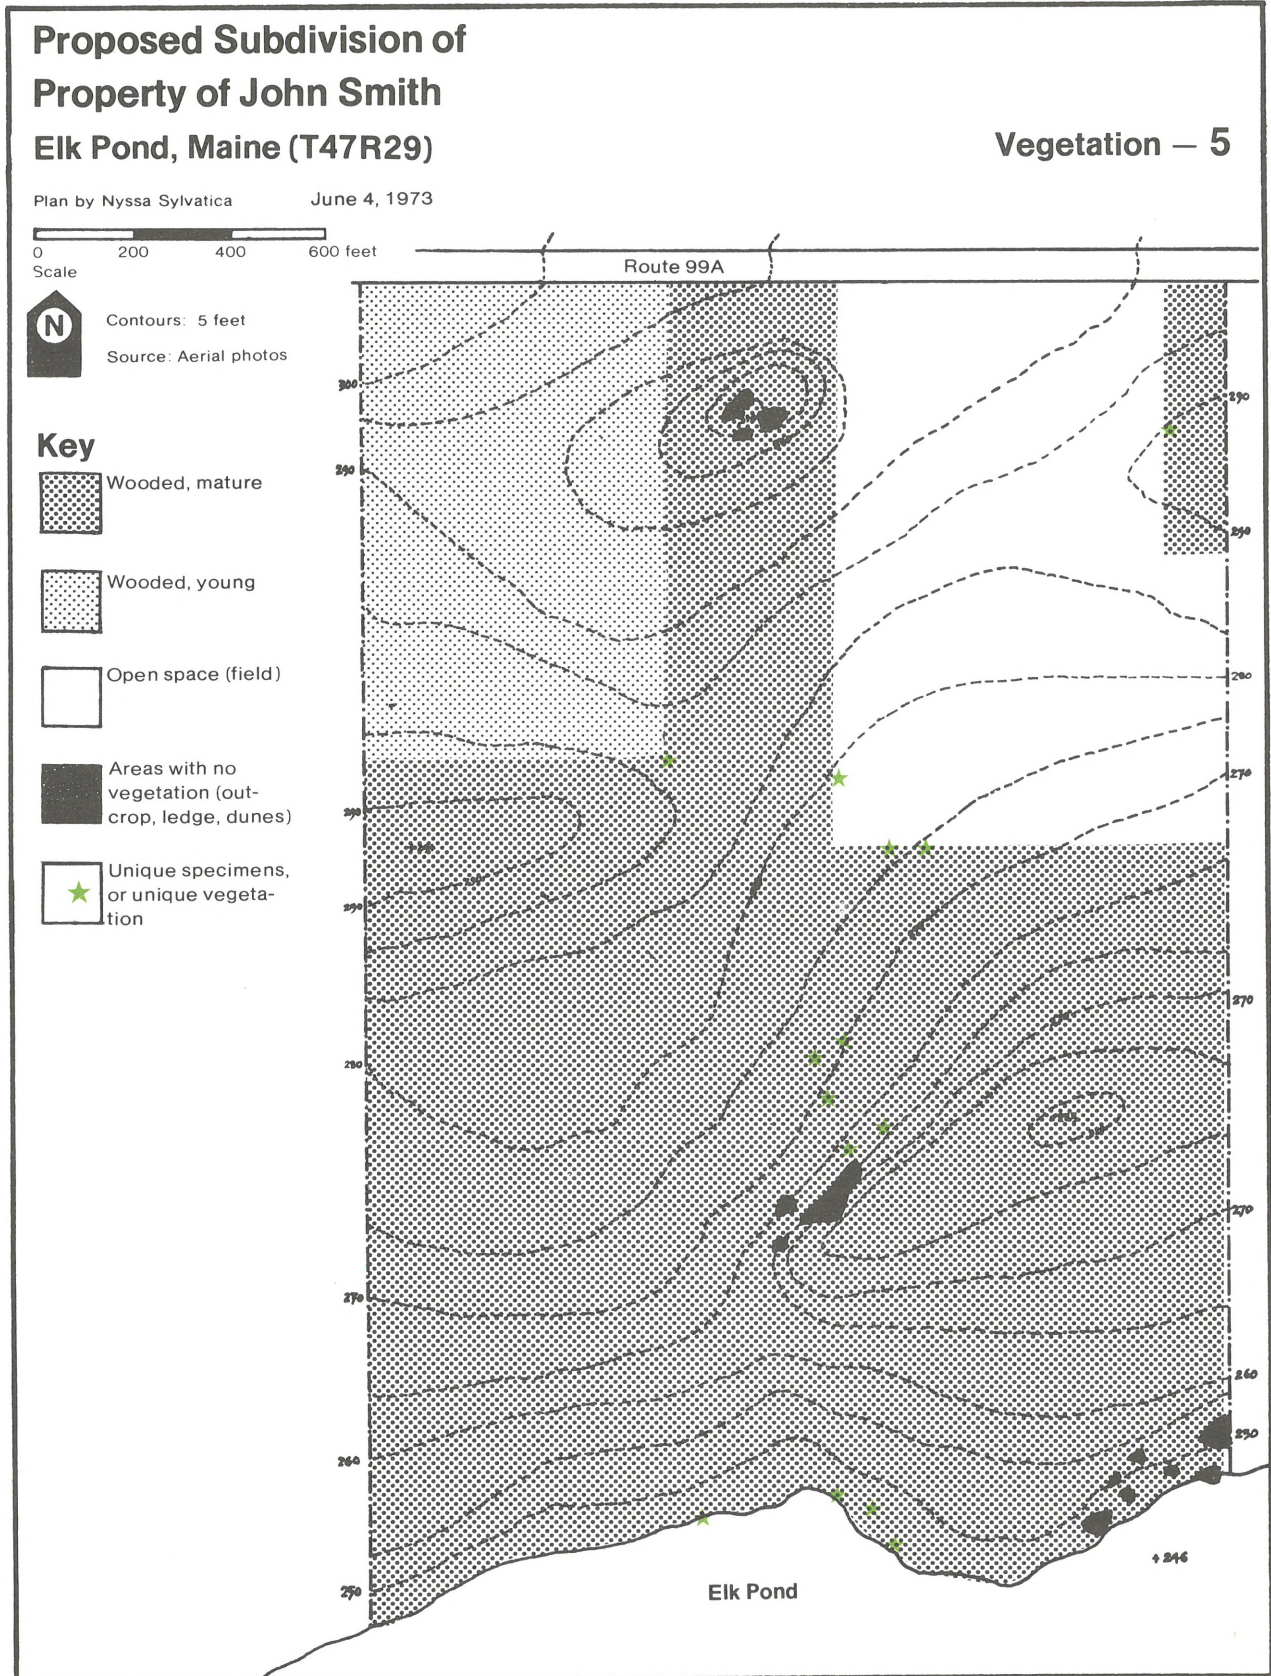 Proposed Subdivision of
Property of John Smith
Elk Pond, Maine (T47R29)
Vegetation — 5
Plan by Nyssa Sylvatica
June 4, 1973
0 200 400 600 feet
Scale
Route 99A
N
Contours: 5 feet
Source: Aerial photos
300
290
290
Key
Wooded, mature
Wooded, young
Open space (field)
Areas with no
vegetation (out-
crop, ledge, dunes)
Unique specimens,
or unique vegeta-
tion
280
270
290
270
280
270
270
260
260
250
+ 246
Elk Pond